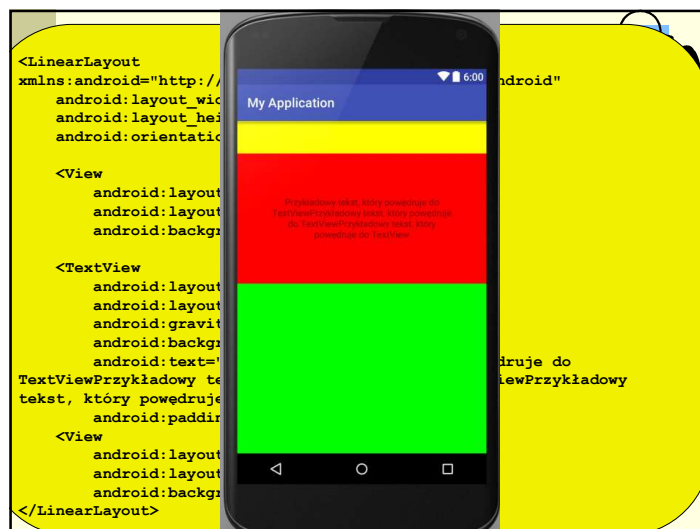 <LinearLayout
xmlns:android="http:// ndroid"
android:layout_wid
android:layout_hei
android:orientatio
<View
android:layout
android:layout
android:backgr
<TextView
android:layout
android:layout
android:gravit
android:backgr
android:text=" druje do
TextViewPrzykładowy te iewPrzykładowy
tekst, który powędruje
android:paddin
<View
android:layout
android:layout
android:backgr
</LinearLayout>
6:00
My Application
Przykładowy tekst, który powędruje do
TextViewPrzykładowy tekst, który powędruje
do TextViewPrzykładowy tekst, który
powędruje do TextView!